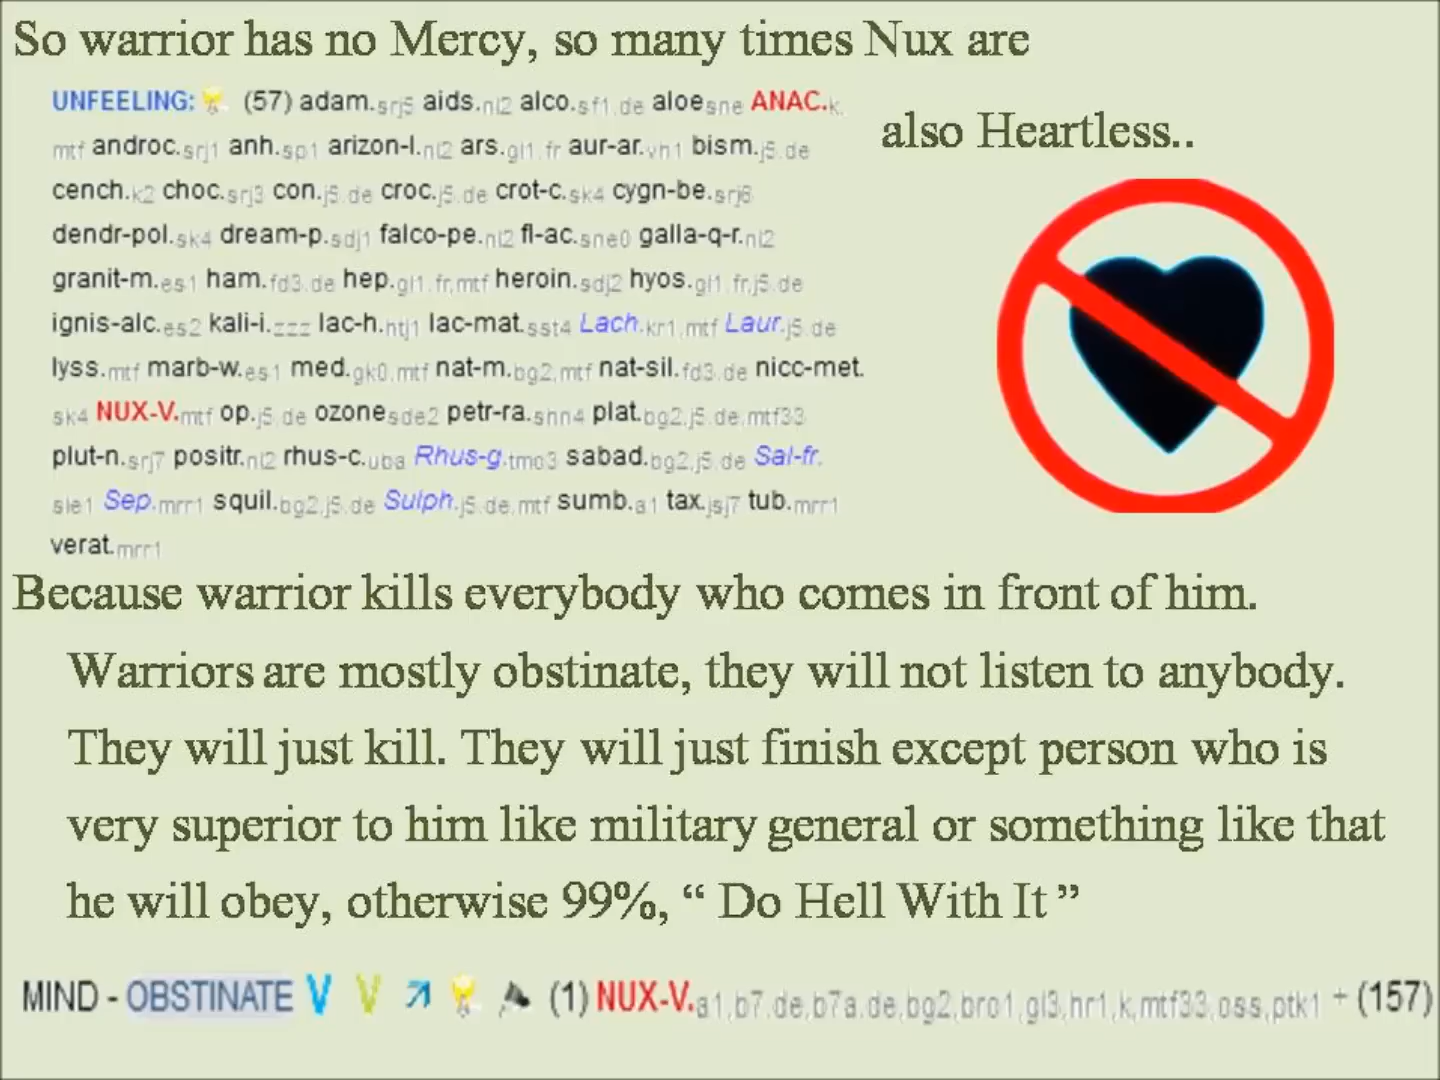 So warrior has no Mercy, so many times Nux are
also Heartless..
UNFEELING: (57) adam.srj5 aids.nl2 alco.sf1.de aloe sne ANAC.k,
mtf androc.srj1 anh.sp1 arizon-l.nl2 ars.gl1.fr aur-ar.vh1 bism.j5.de
cench.k2 choc.srj3 con.j5.de croc.j5.de crot-c.sk4 cygn-be.srj6
dendr-pol.sk4 dream-p.sdj1 falco-pe.nl2 fl-ac.sne0 galla-q-r.nl2
granit-m.es1 ham.fd3.de hep.gl1.fr,mtf heroin.sdj2 hyos.gl1.fr,j5.de
ignis-alc.es2 kali-i.zzz lac-h.htj1 lac-mat.sst4 Lach.kr1,mtf Laur.j5.de
lyss.mtf marb-w.es1 med.gk0,mtf nat-m.bg2,mtf nat-sil.fd3.de nicc-met.
sk4 NUX-V.mtf op.j5.de ozone sde2 petr-ra.shn4 plat.bg2,j5.de,mtf33
plut-n.srj7 positr.nl2 rhus-c.uba Rhus-g.tmo3 sabad.bg2,j5.de Sal-fr.
sle1 Sep.mrr1 squil.bg2,j5.de Sulph.j5.de,mtf sumb.a1 tax.jsj7 tub.mrr1
verat.mrr1
Because warrior kills everybody who comes in front of him.
Warriors are mostly obstinate, they will not listen to anybody.
They will just kill. They will just finish except person who is
very superior to him like military general or something like that
he will obey, otherwise 99%, “ Do Hell With It ”
MIND - OBSTINATE (1) NUX-V.a1,b7.de,b7a.de,bg2,bro1,gl3,hr1,k,mtf33,oss,ptk1 + (157)